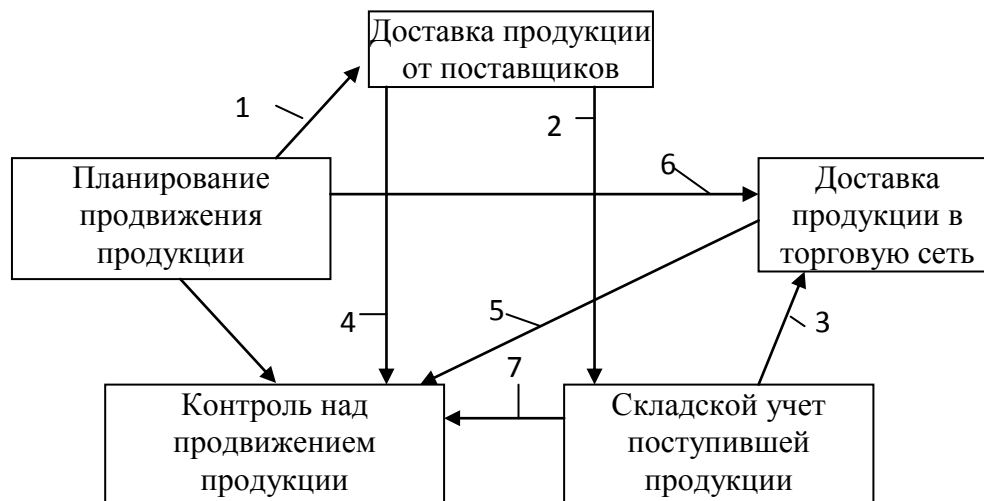 Доставка продукции
от поставщиков
1
2
Планирование
продвижения
продукции
6
Доставка
продукции в
торговую сеть
4
5
3
7
Контроль над
продвижением
продукции
Складской учет
поступившей
продукции